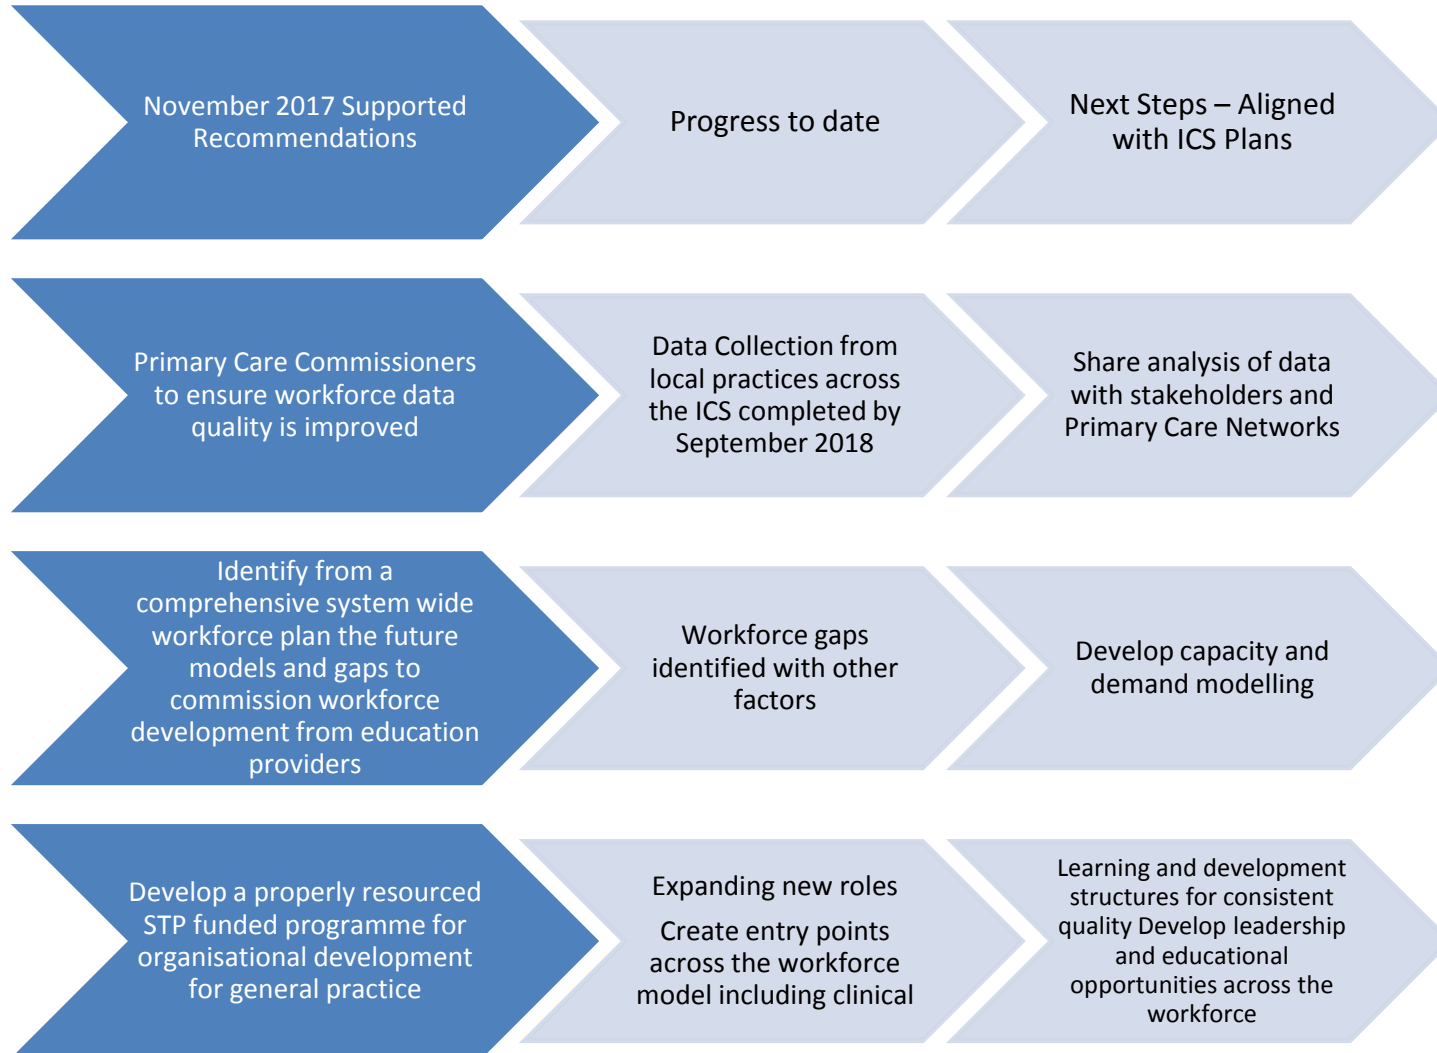 November 2017 Supported
Recommendations
Progress to date
Next Steps – Aligned
with ICS Plans
Primary Care Commissioners
to ensure workforce data
quality is improved
Data Collection from
local practices across
the ICS completed by
September 2018
Share analysis of data
with stakeholders and
Primary Care Networks
Identify from a
comprehensive system wide
workforce plan the future
models and gaps to
commission workforce
development from education
providers
Workforce gaps
identified with other
factors
Develop capacity and
demand modelling
Develop a properly resourced
STP funded programme for
organisational development
for general practice
Expanding new roles
Create entry points
across the workforce
model including clinical
Learning and development
structures for consistent
quality Develop leadership
and educational
opportunities across the
workforce